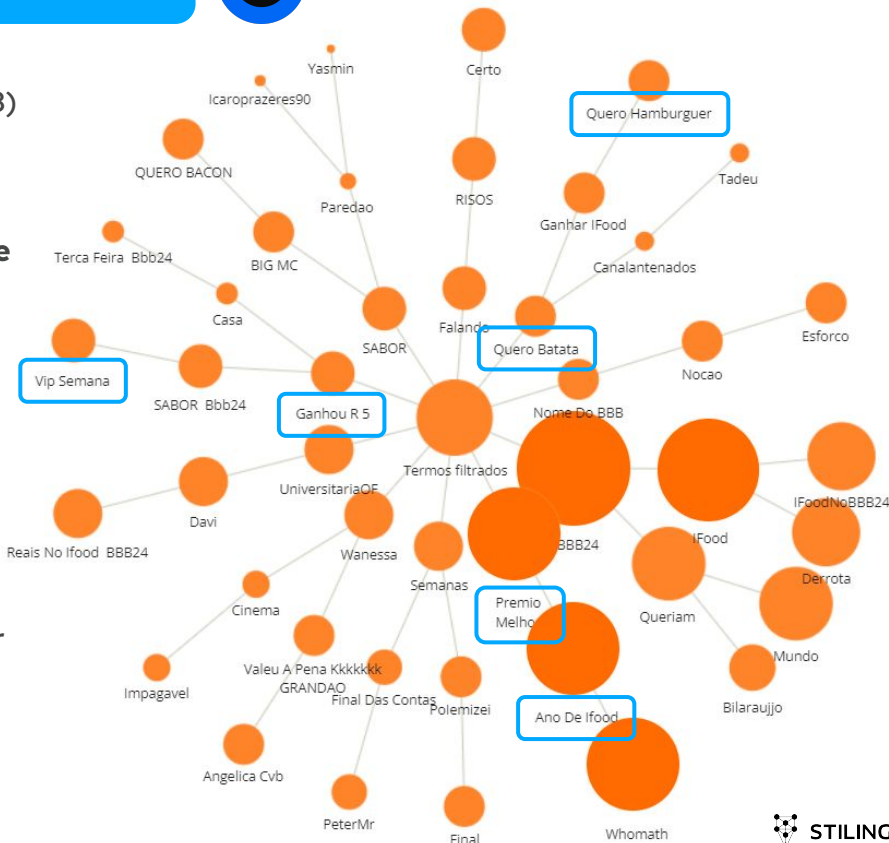 Certo
Yasmin
Icaroprazeres90
3)
Quero Hamburguer
QUERO BACON
Tadeu
RISOS
Paredao
Ganhar IFood
e
Terca Feira Bbb24
BIG MC
Canalantenados
Casa
Falando
Esforco
SABOR
Quero Batata
Nocao
Vip Semana
SABOR Bbb24
Ganhou R 5
Nome Do BBB
Termos filtrados
UniversitariaOF
IFoodNoBBB24
Davi
Reais No Ifood BBB24
BBB24
IFood
Wanessa
Derrota
Semanas
Premio
Melho
Cinema
Queriam
r
Mundo
Valeu A Pena Kkkkkkk
GRANDAO
Impagavel
Final Das Contas
Polemizei
Bilaraujjo
Ano De Ifood
Angelica Cvb
PeterMr
Final
Whomath
STILING